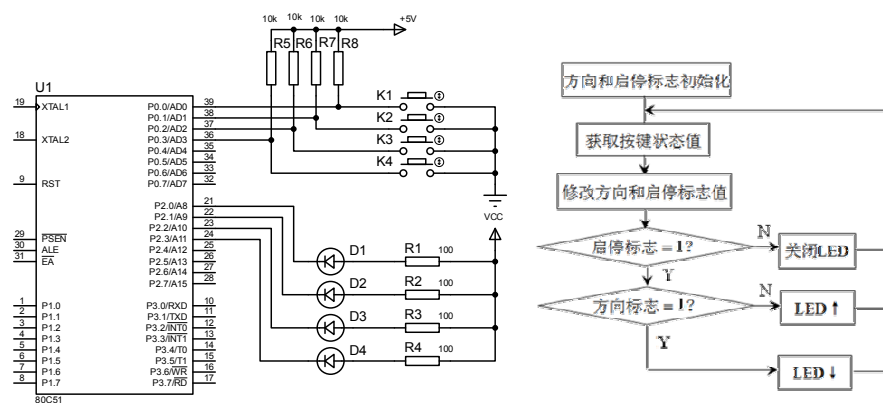 10k 10k 10k 10k
+5V
R5 R6 R7 R8
U1
19 XTAL1
18 XTAL2
9 RST
29 PSEN
30 ALE
31 EA
1 P1.0
2 P1.1
3 P1.2
4 P1.3
5 P1.4
6 P1.5
7 P1.6
8 P1.7
80C51
P0.0/AD0 39
P0.1/AD1 38
P0.2/AD2 37
P0.3/AD3 36
P0.4/AD4 35
P0.5/AD5 34
P0.6/AD6 33
P0.7/AD7 32
P2.0/A8 21
P2.1/A9 22
P2.2/A10 23
P2.3/A11 24
P2.4/A12 25
P2.5/A13 26
P2.6/A14 27
P2.7/A15 28
P3.0/RXD 10
P3.1/TXD 11
P3.2/INT0 12
P3.3/INT1 13
P3.4/T0 14
P3.5/T1 15
P3.6/WR 16
P3.7/RD 17
K1
K2
K3
K4
VCC
D1 R1 100
D2 R2 100
D3 R3 100
D4 R4 100
方向和启停标志初始化
获取按键状态值
修改方向和启停标志值
启停标志=1?
N
关闭LED
Y
方向标志=1?
N
LED↑
Y
LED↓